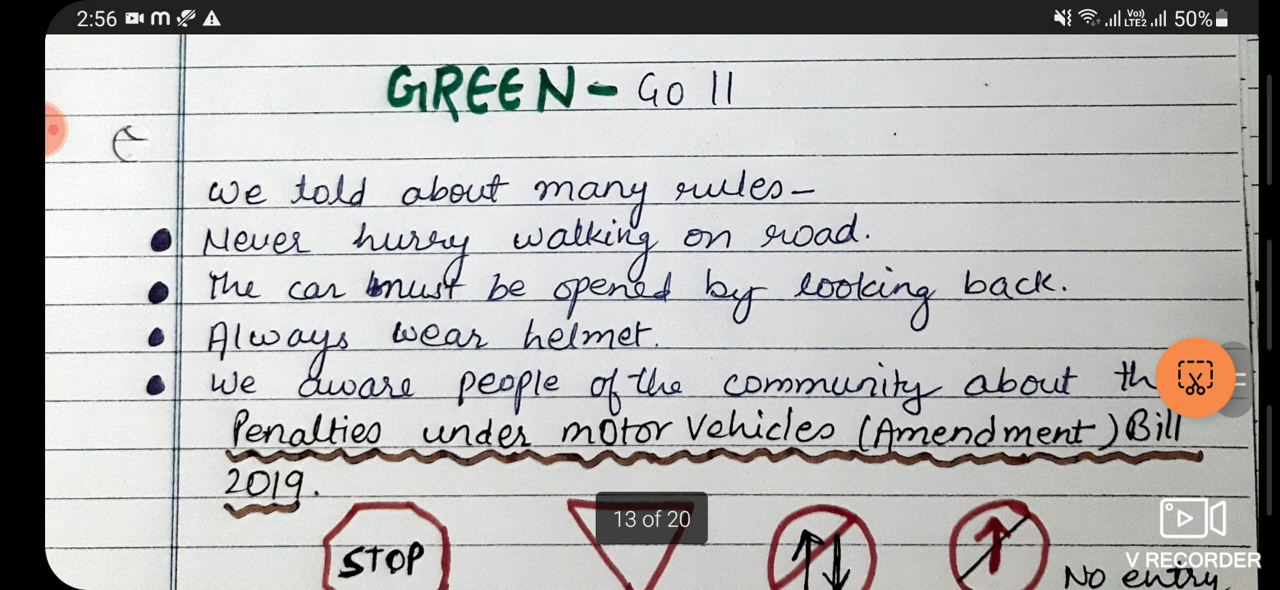 2:56 m Vo)) LTE2 50%
GREEN - GO ||
we told about many rules-
Never hurry walking on road.
The car must be opened by looking back.
Always wear helmet.
We aware people of the community about th
Penalties under motor Vehicles (Amendment) Bill
2019.
13 of 20
STOP
No entry
V RECORDER